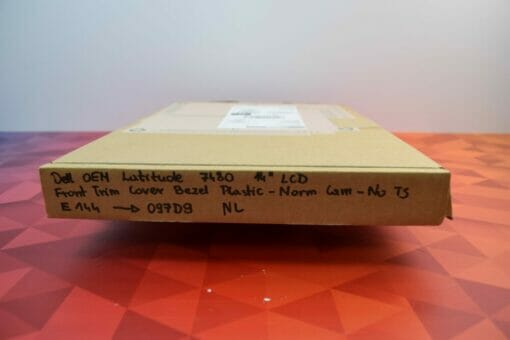 Dell OEM Latitude 7480 14" LCD
Front Trim Cover Bezel Plastic - Norm Cam - No TS
E144 → 097D9 NL